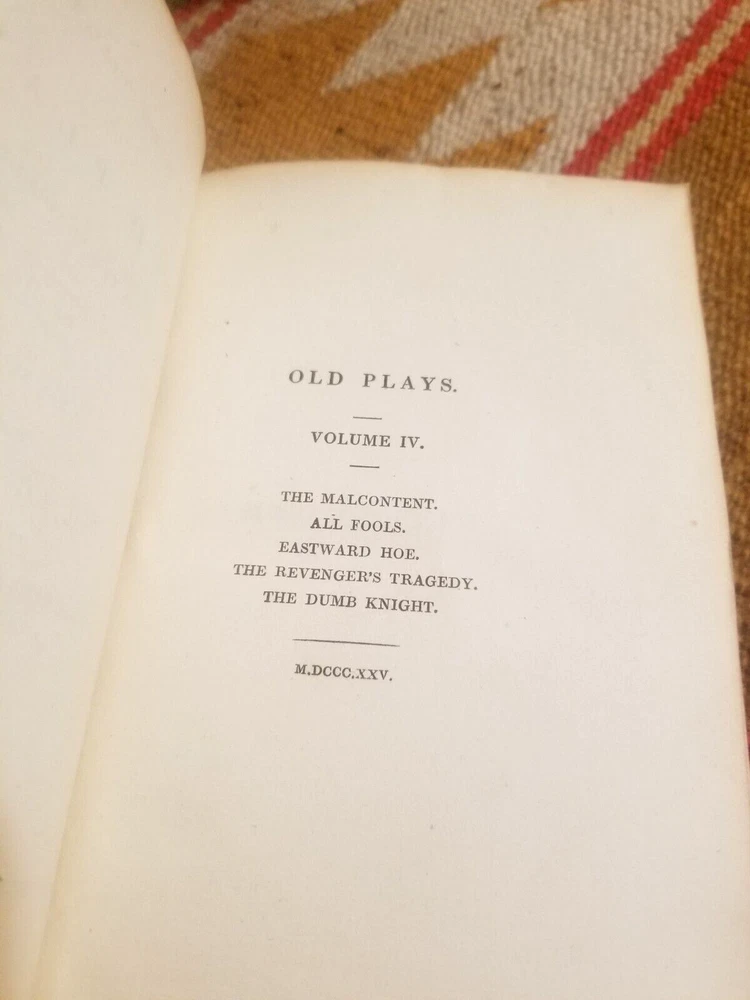 OLD PLAYS.
VOLUME IV.
THE MALCONTENT.
ALL FOOLS.
EASTWARD HOE.
THE REVENGER'S TRAGEDY.
THE DUMB KNIGHT.
M.DCCC.XXV.